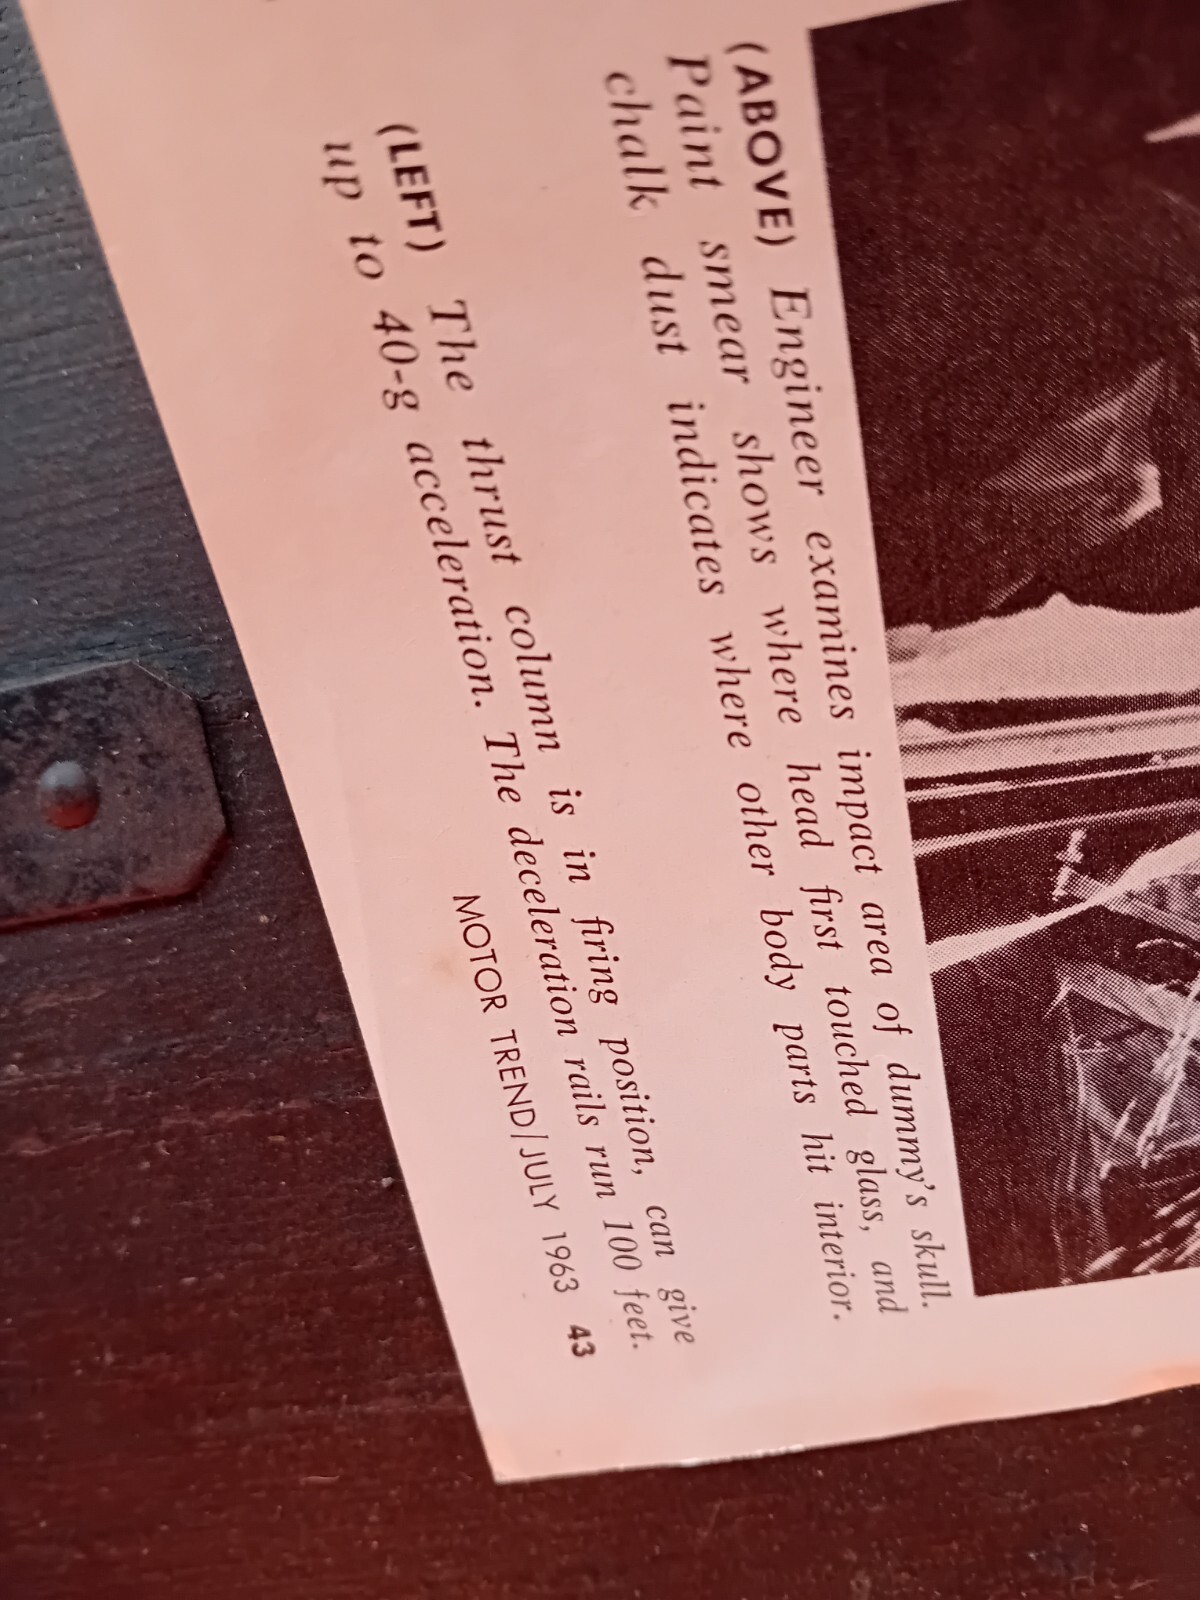 (ABOVE) Engineer examines impact area of dummy's skull.
Paint smear shows where head first touched glass, and
chalk dust indicates where other body parts hit interior.
(LEFT) The thrust column is in firing position, can give
up to 40-g acceleration. The deceleration rails run 100 feet.
MOTOR TREND/JULY 1963 43